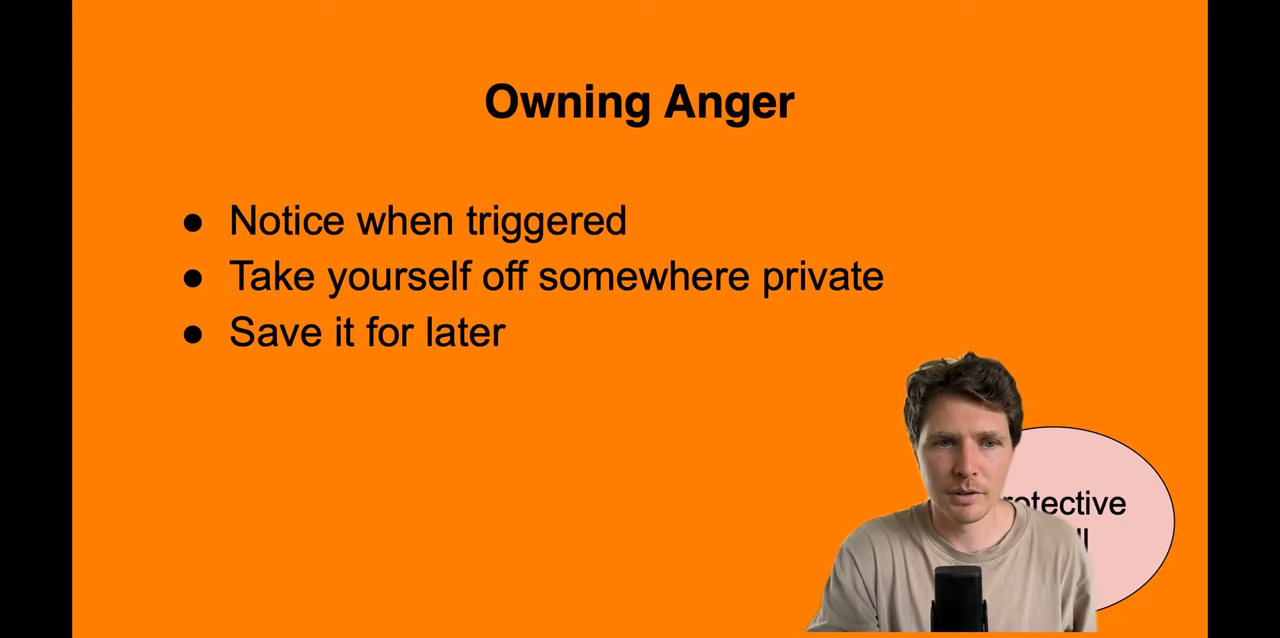 Owning Anger
● Notice when triggered
● Take yourself off somewhere private
● Save it for later